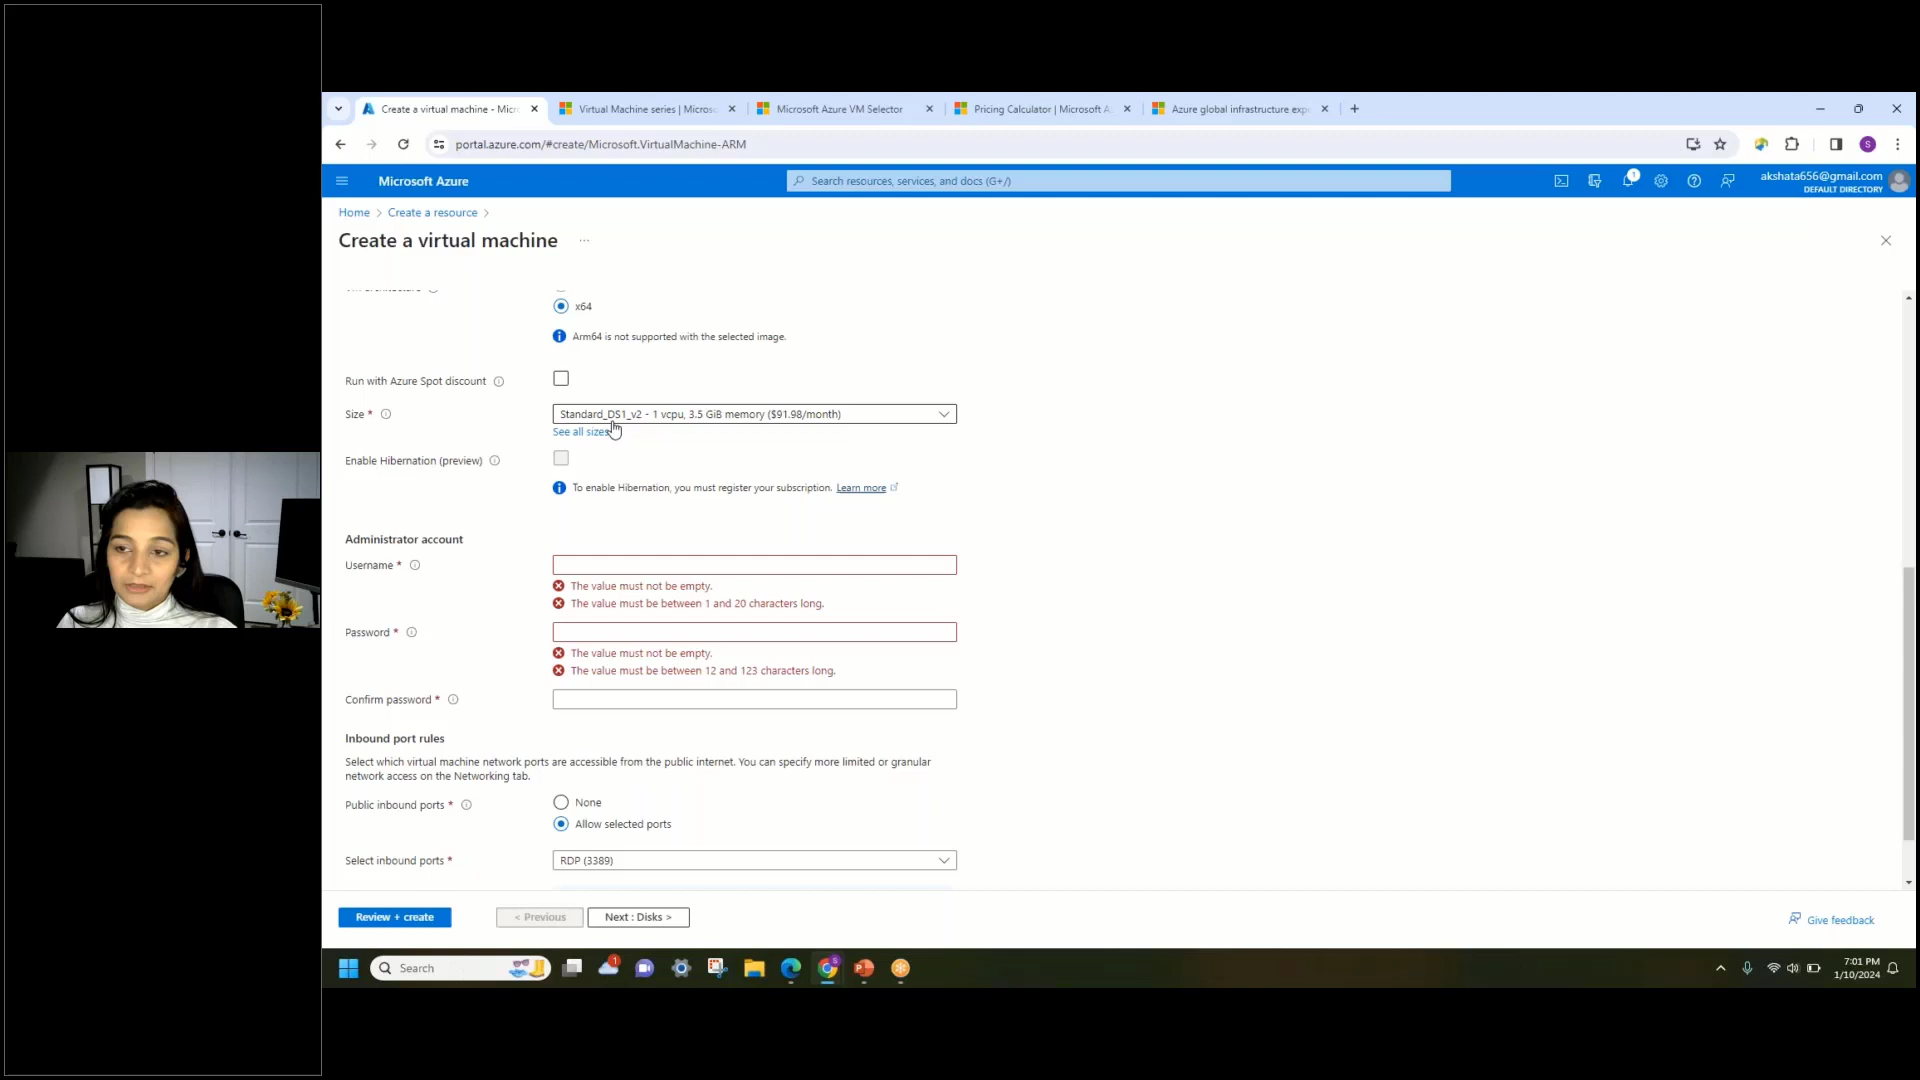 Create a virtual machine - Micr
Virtual Machine series | Micros
Microsoft Azure VM Selector
Pricing Calculator | Microsoft A
Azure global infrastructure exp
portal.azure.com/#create/Microsoft.VirtualMachine-ARM
S
Microsoft Azure
Search resources, services, and docs (G+/)
1
akshata656@gmail.com
DEFAULT DIRECTORY
Home > Create a resource >
Create a virtual machine ...
x64
Arm64 is not supported with the selected image.
Run with Azure Spot discount
Size *
Standard_DS1_v2 - 1 vcpu, 3.5 GiB memory ($91.98/month)
See all sizes
Enable Hibernation (preview)
To enable Hibernation, you must register your subscription. Learn more
Administrator account
Username *
The value must not be empty.
The value must be between 1 and 20 characters long.
Password *
The value must not be empty.
The value must be between 12 and 123 characters long.
Confirm password *
Inbound port rules
Select which virtual machine network ports are accessible from the public internet. You can specify more limited or granular
network access on the Networking tab.
Public inbound ports *
None
Allow selected ports
Select inbound ports *
RDP (3389)
Review + create
< Previous
Next : Disks >
Give feedback
Search
1
S
7:01 PM
1/10/2024